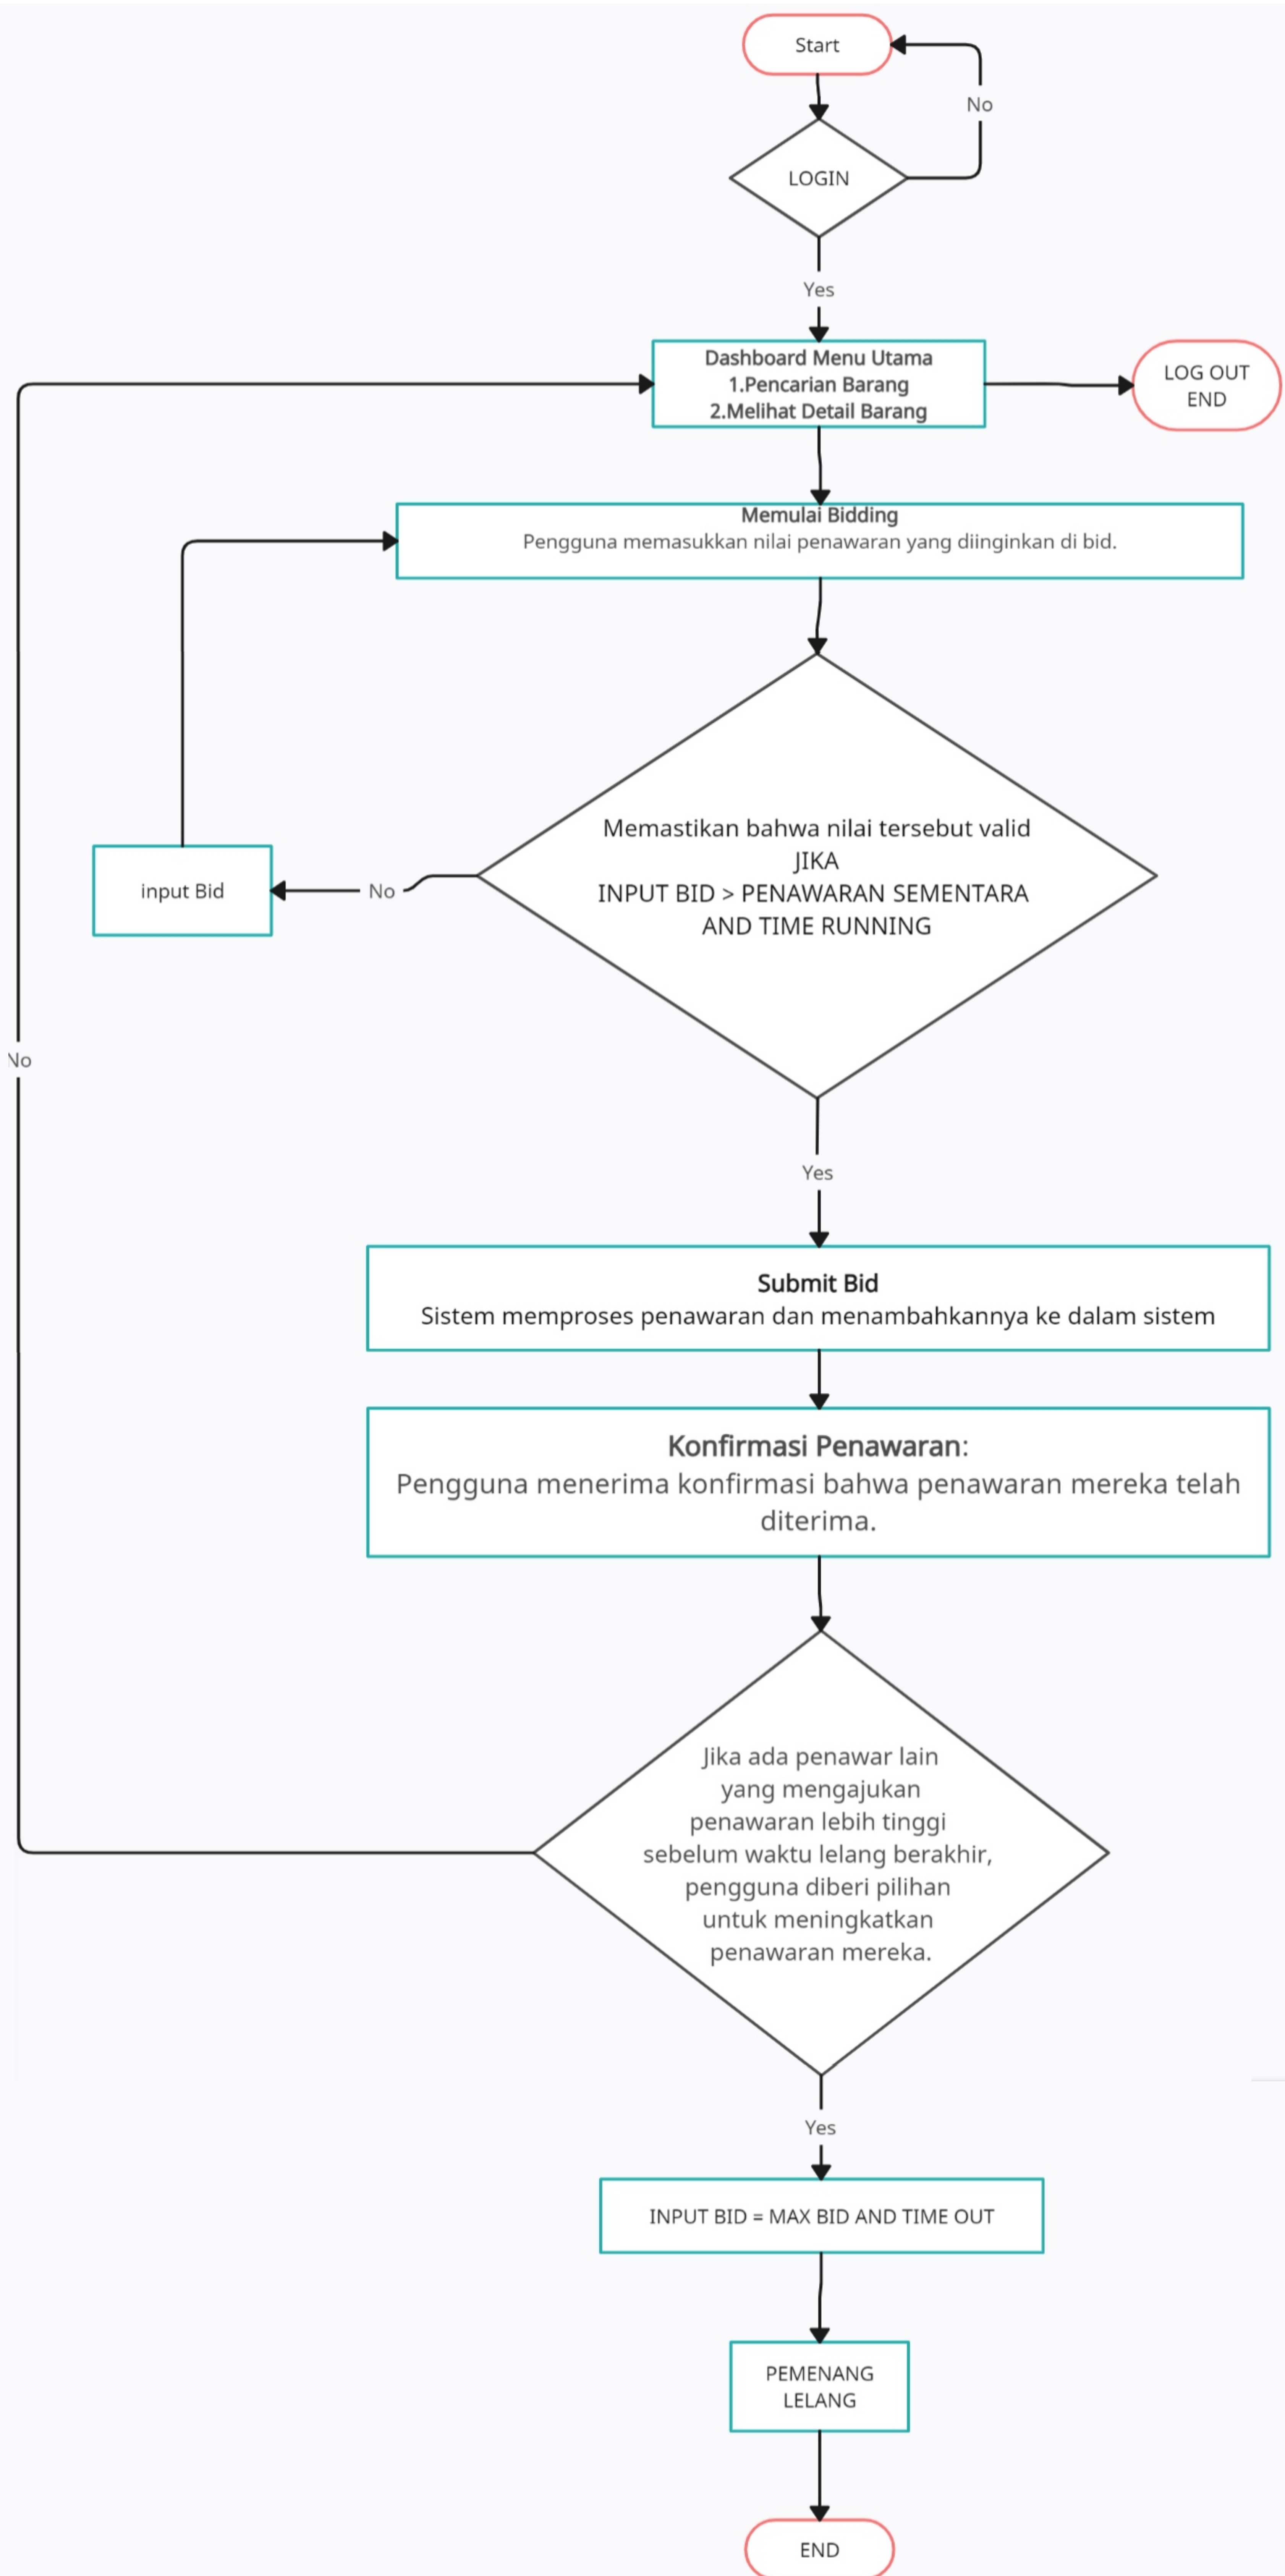 Start
No
LOGIN
Yes
Dashboard Menu Utama
1.Pencarian Barang
2.Melihat Detail Barang
LOG OUT
END
Memulai Bidding
Pengguna memasukkan nilai penawaran yang diinginkan di bid.
Memastikan bahwa nilai tersebut valid
JIKA
INPUT BID > PENAWARAN SEMENTARA
AND TIME RUNNING
No
input Bid
No
Yes
Submit Bid
Sistem memproses penawaran dan menambahkannya ke dalam sistem
Konfirmasi Penawaran:
Pengguna menerima konfirmasi bahwa penawaran mereka telah
diterima.
Jika ada penawar lain
yang mengajukan
penawaran lebih tinggi
sebelum waktu lelang berakhir,
pengguna diberi pilihan
untuk meningkatkan
penawaran mereka.
Yes
INPUT BID = MAX BID AND TIME OUT
PEMENANG
LELANG
END